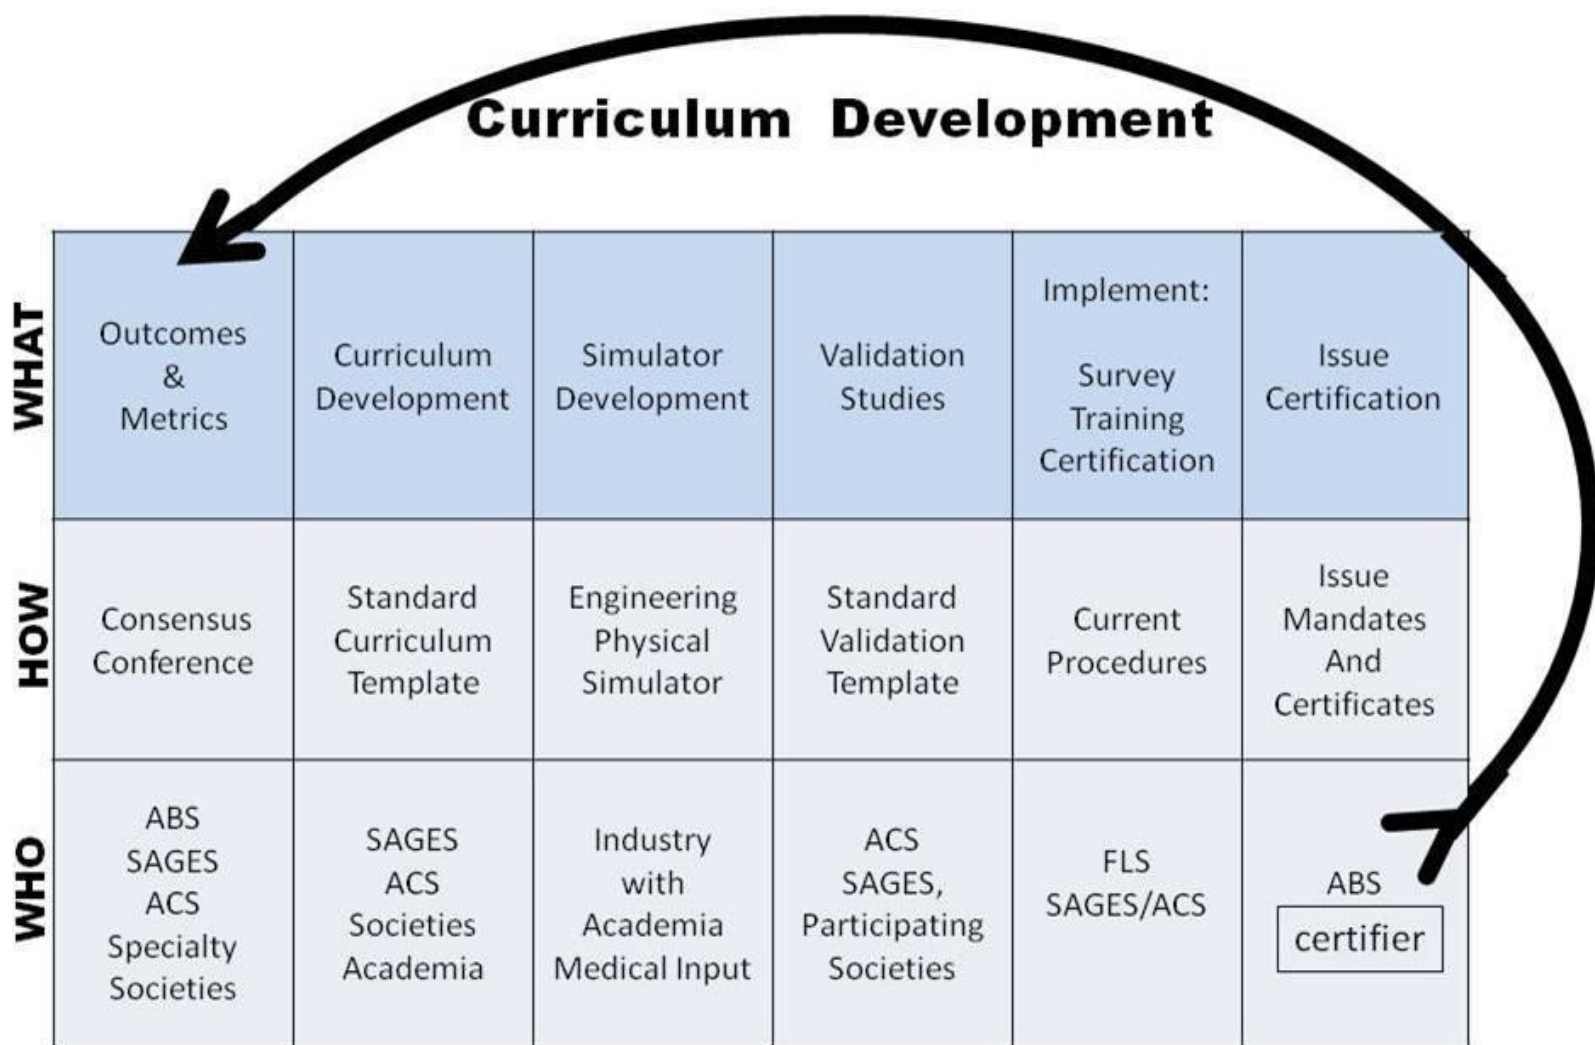 Curriculum Development
WHAT
Outcomes
&
Metrics
Curriculum
Development
Simulator
Development
Validation
Studies
Implement:
Survey
Training
Certification
Issue
Certification
HOW
Consensus
Conference
Standard
Curriculum
Template
Engineering
Physical
Simulator
Standard
Validation
Template
Current
Procedures
Issue
Mandates
And
Certificates
WHO
ABS
SAGES
ACS
Specialty
Societies
SAGES
ACS
Societies
Academia
Industry
with
Academia
Medical Input
ACS
SAGES,
Participating
Societies
FLS
SAGES/ACS
ABS
certifier